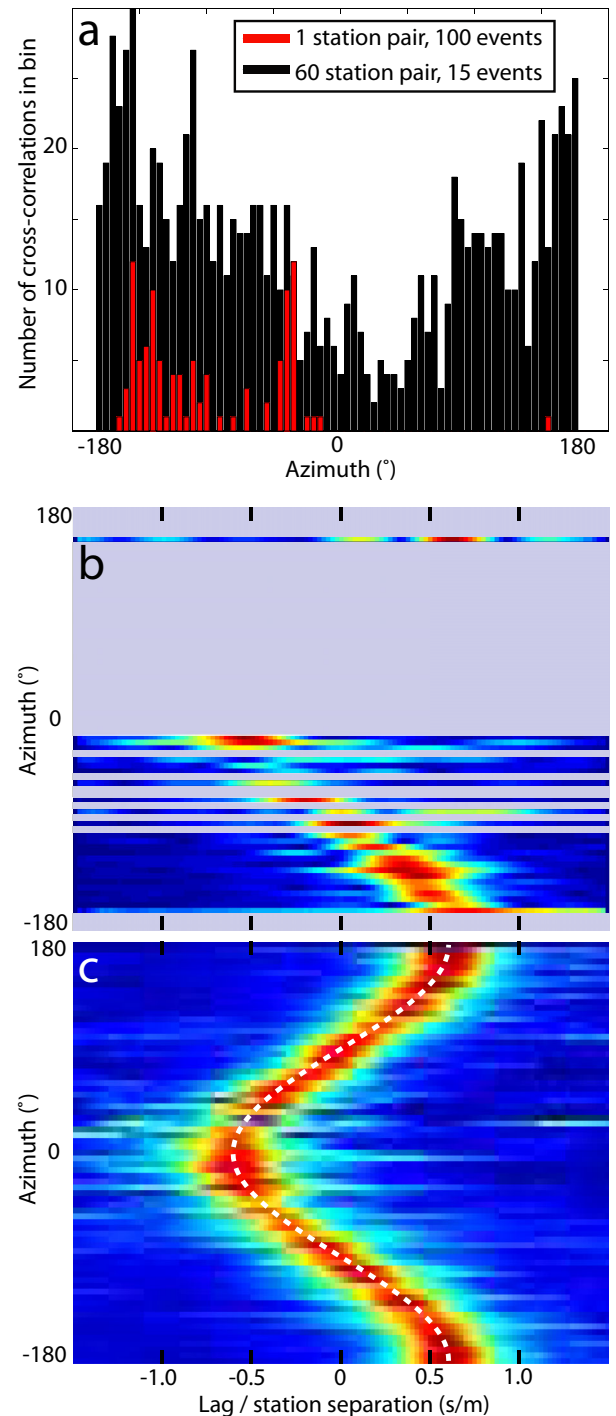 a
1 station pair, 100 events
60 station pair, 15 events
Number of cross-correlations in bin
20
10
-180
0
180
Azimuth (˚)
180
b
Azimuth (˚)
0
-180
180
c
Azimuth (˚)
0
-180
-1.0
-0.5
0
0.5
1.0
Lag / station separation (s/m)